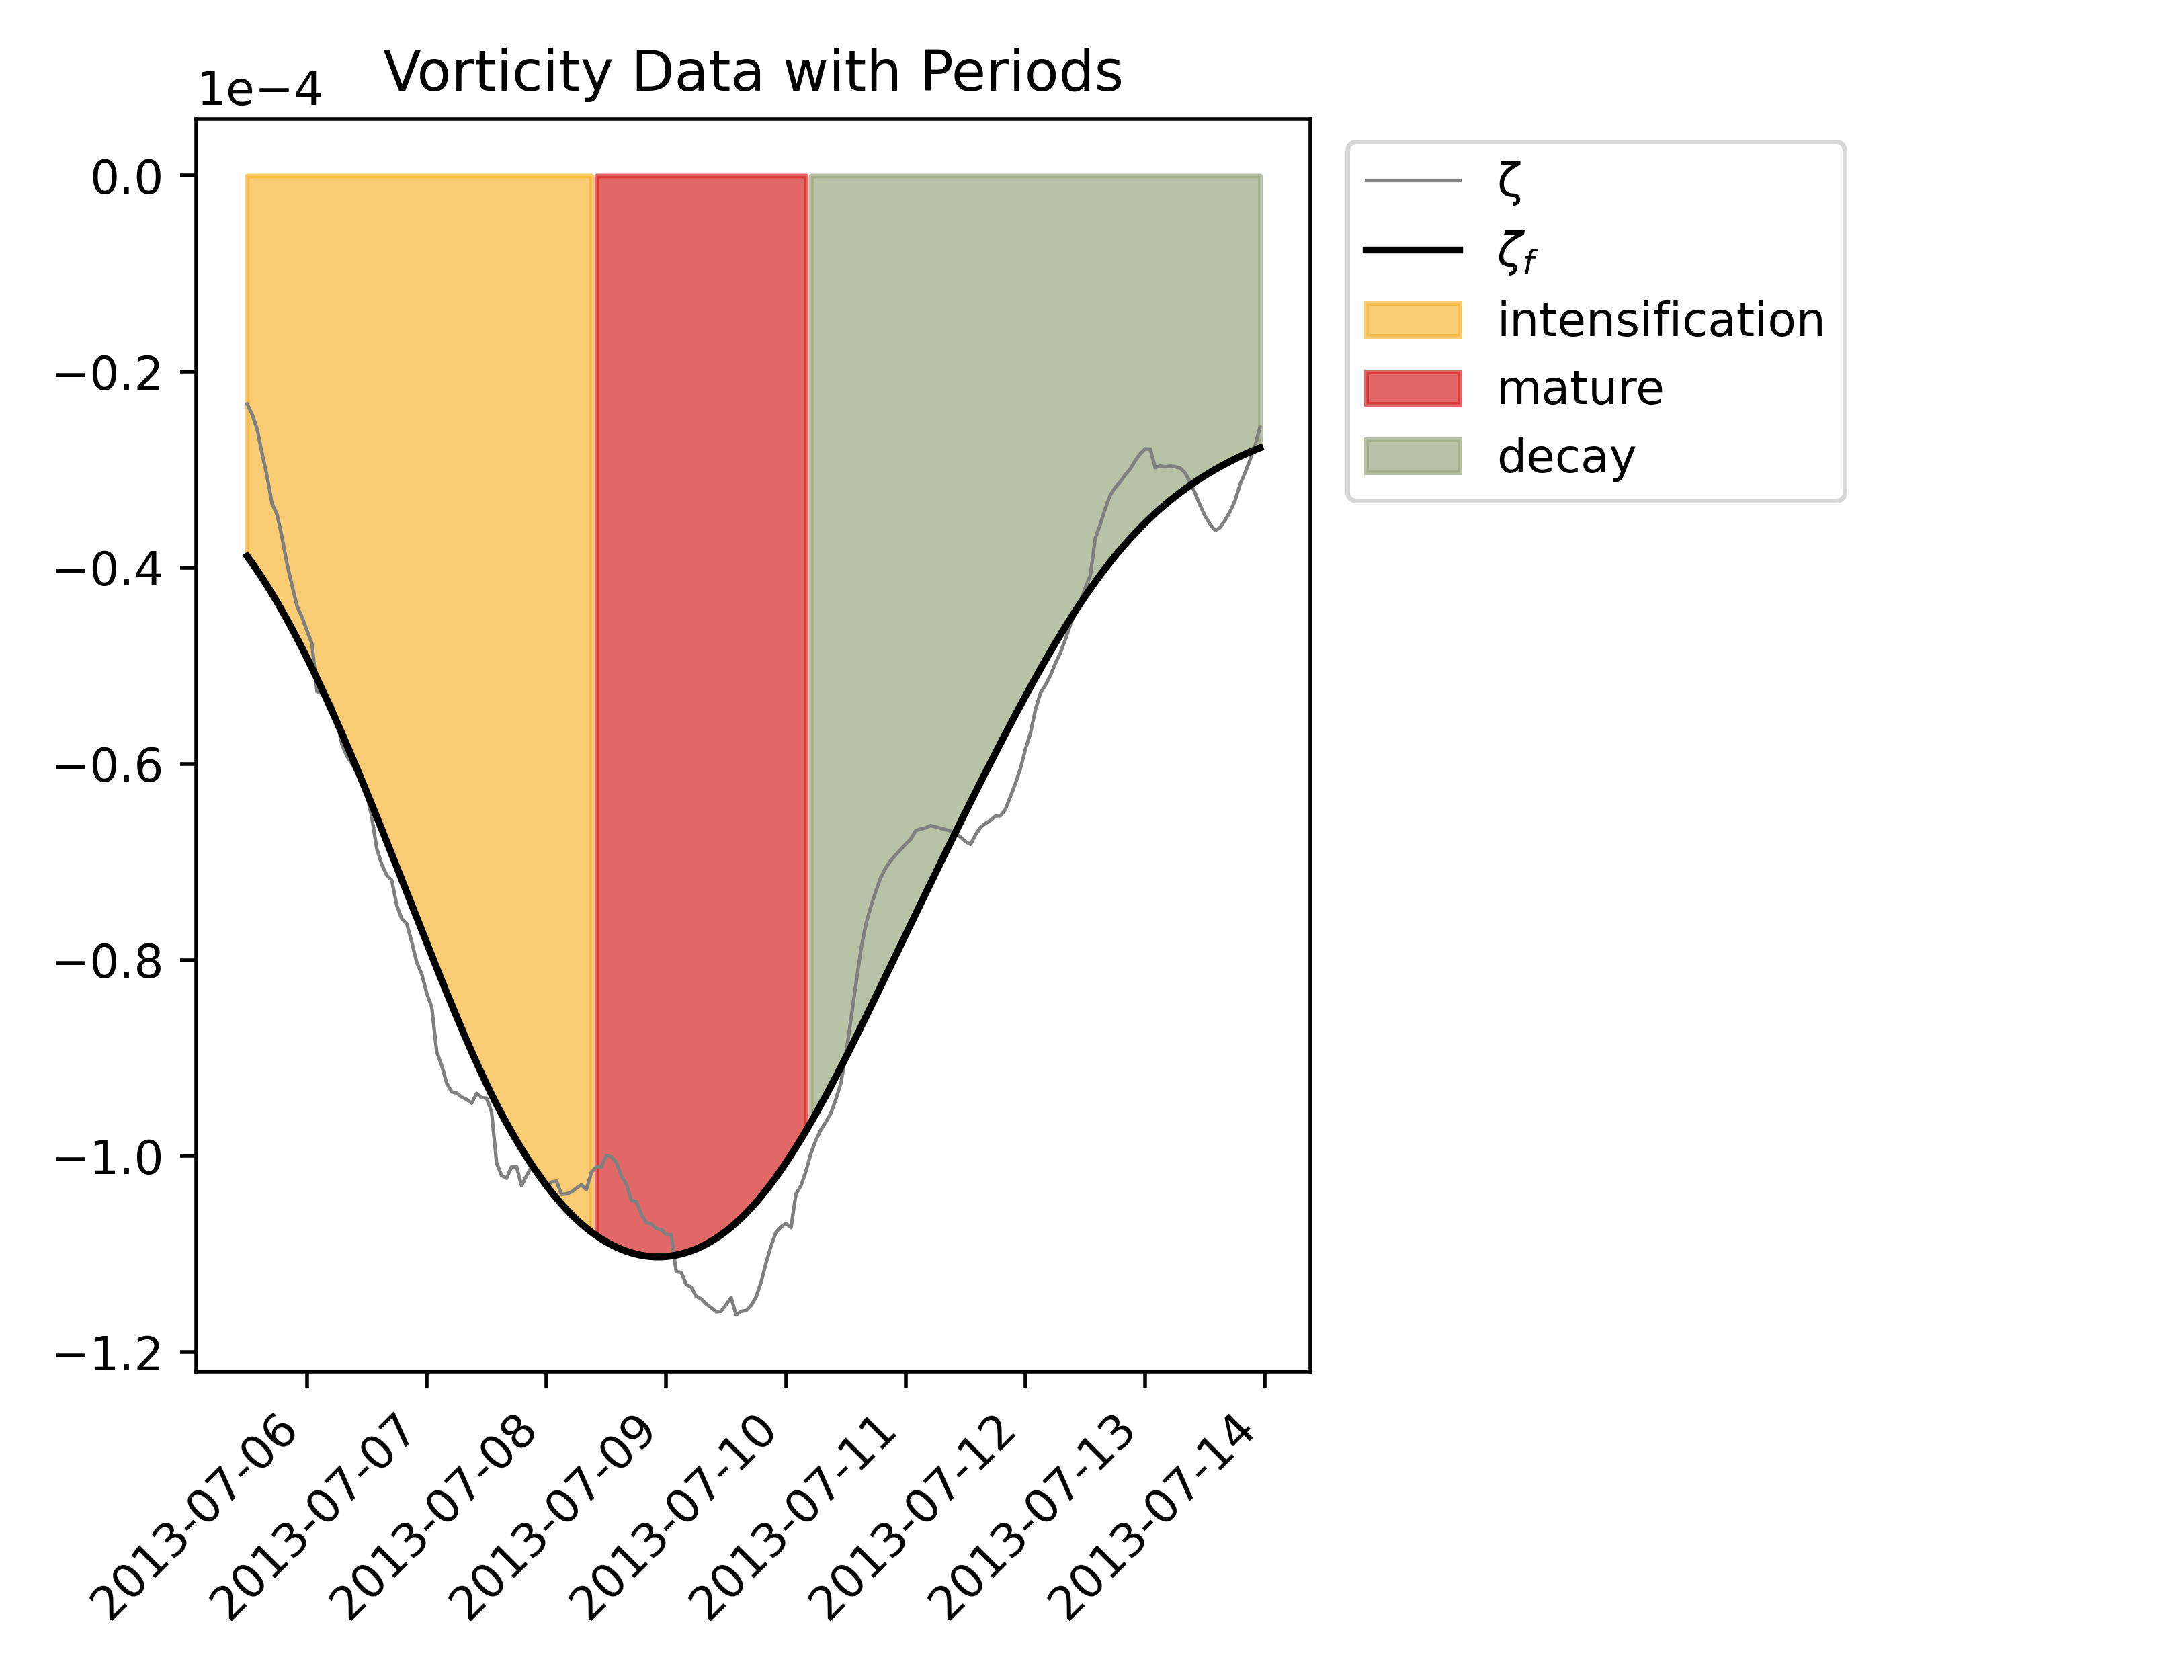 Vorticity Data with Periods
1e−4
0.0
−0.2
−0.4
−0.6
−0.8
−1.0
−1.2
2013-07-06
2013-07-07
2013-07-08
2013-07-09
2013-07-10
2013-07-11
2013-07-12
2013-07-13
2013-07-14
ζ
ζf
intensification
mature
decay